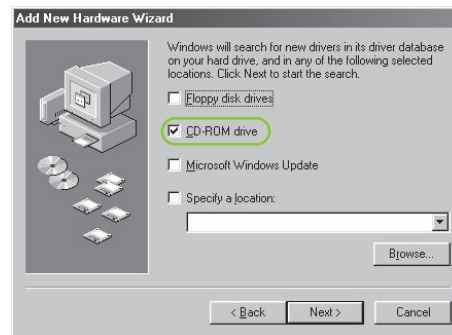 Add New Hardware Wizard
Windows will search for new drivers in its driver database
on your hard drive, and in any of the following selected
locations. Click Next to start the search.
Floppy disk drives
CD-ROM drive
Microsoft Windows Update
Specify a location:
Browse...
< Back
Next >
Cancel